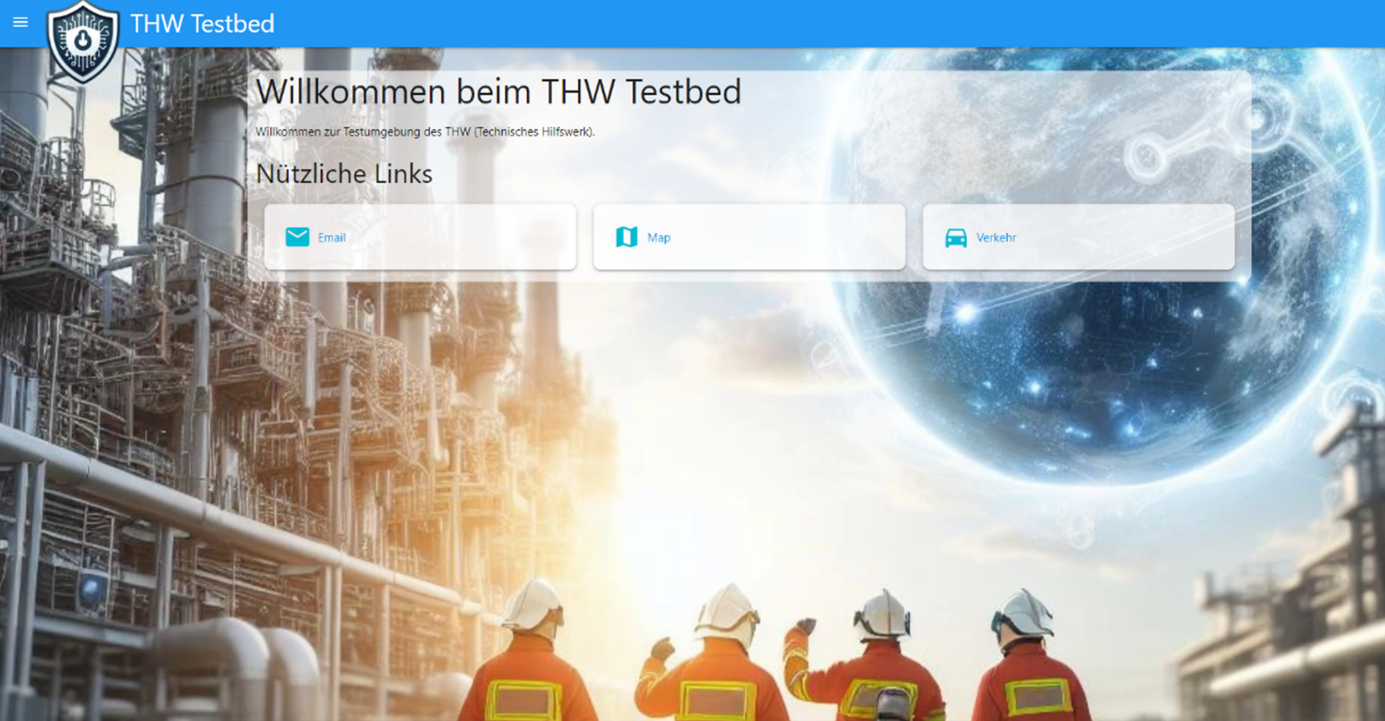 THW Testbed
Willkommen beim THW Testbed
Willkommen zur Testumgebung des THW (Technisches Hilfswerk).
Nützliche Links
Email
Map
Verkehr